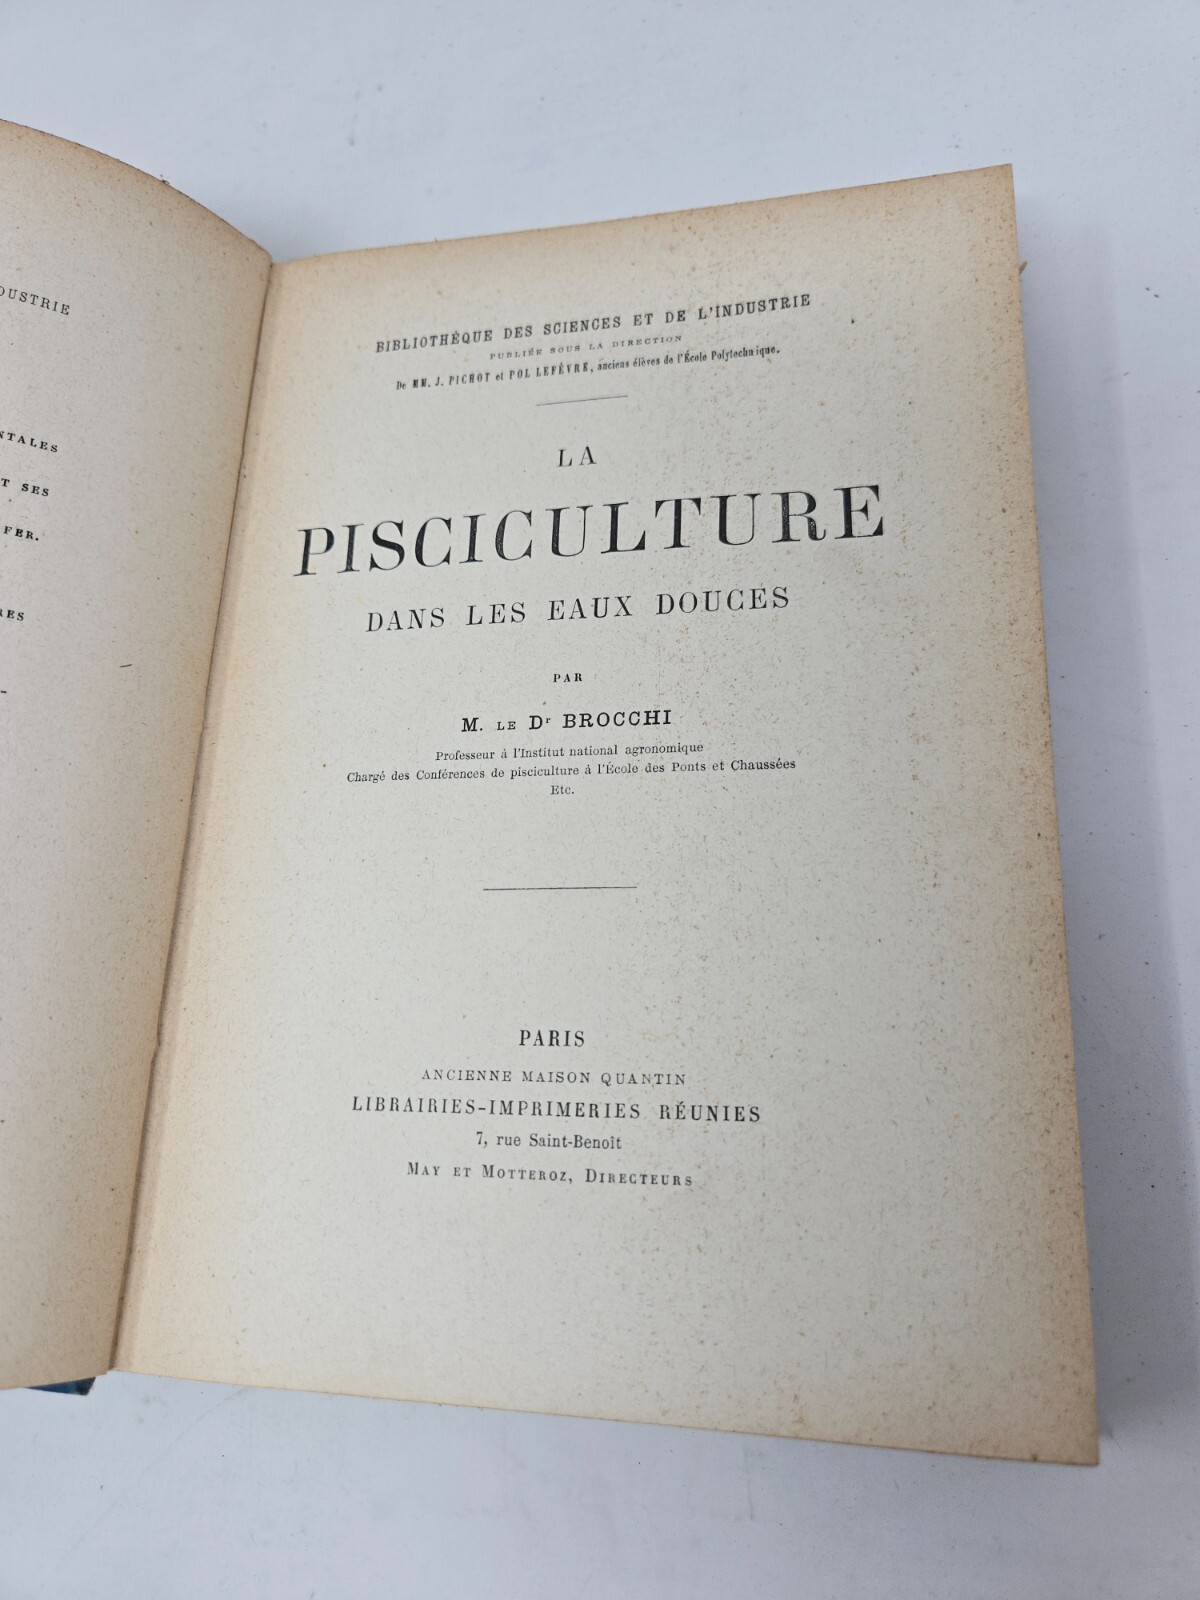 FER.
T SES
BIBLIOTHÈQUE DES SCIENCES ET DE L'INDUSTRIE
PUBLIÉE SOUS LA DIRECTION
De MM. J. PICHOT et POL LEFÈVRE, anciens élèves de l'École Polytechnique.
LA
PISCICULTURE
DANS LES EAUX DOUCES
PAR
M. LE Dr BROCCHI
Professeur à l'Institut national agronomique
Chargé des Conférences de pisciculture à l'École des Ponts et Chaussées
Etc.
PARIS
ANCIENNE MAISON QUANTIN
LIBRAIRIES-IMPRIMERIES RÉUNIES
7, rue Saint-Benoît
MAY ET MOTTEROZ, DIRECTEURS